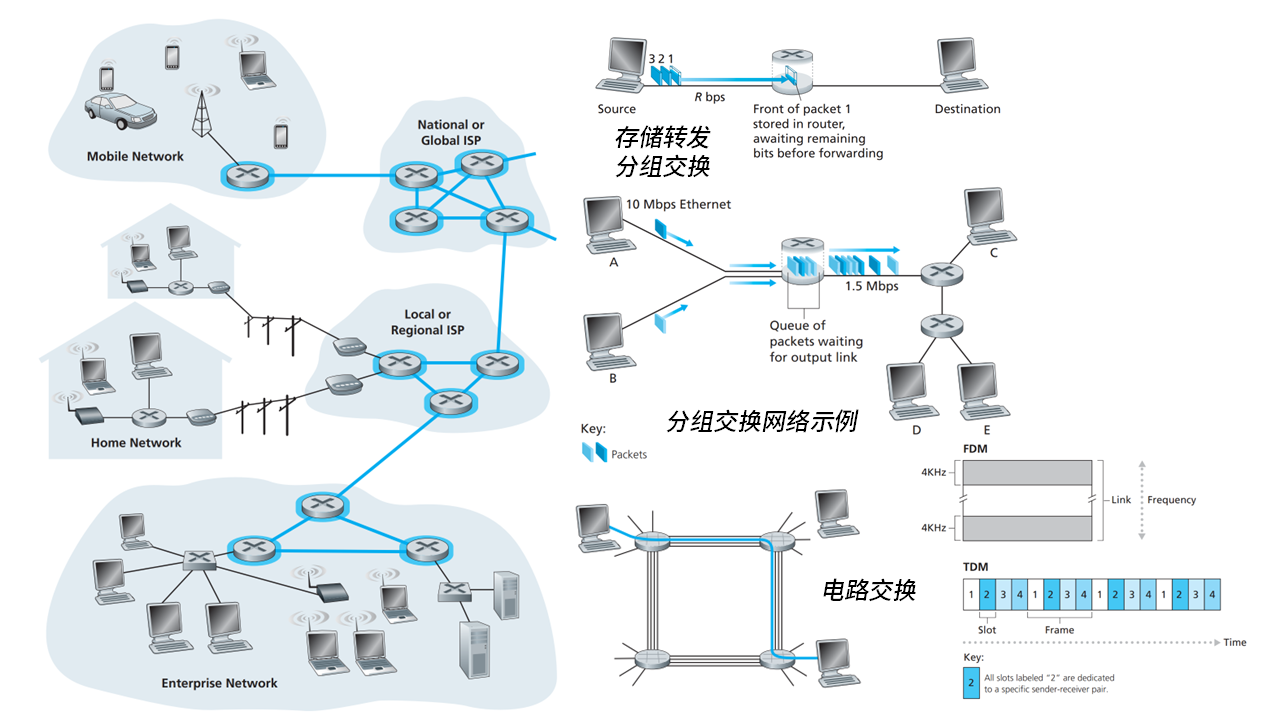 Mobile Network
National or
Global ISP
Local or
Regional ISP
Home Network
Enterprise Network
3 2 1
Source
R bps
Front of packet 1
stored in router,
awaiting remaining
bits before forwarding
Destination
存储转发
分组交换
10 Mbps Ethernet
A
B
1.5 Mbps
Queue of
packets waiting
for output link
C
D
E
分组交换网络示例
Key:
Packets
电路交换
FDM
4KHz
4KHz
Link
Frequency
TDM
1 2 3 4 1 2 3 4 1 2 3 4 1 2 3 4
Slot
Frame
Time
Key:
2
All slots labeled “2” are dedicated
to a specific sender-receiver pair.